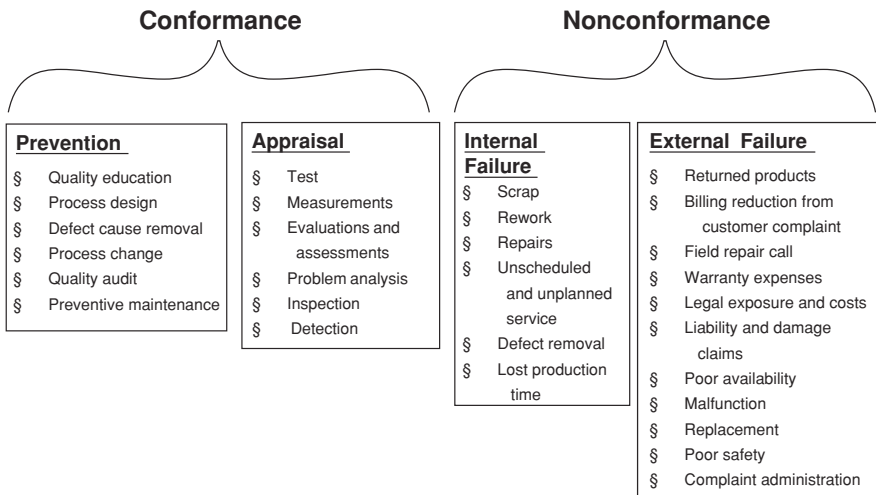 Conformance
Nonconformance
Prevention
§ Quality education
§ Process design
§ Defect cause removal
§ Process change
§ Quality audit
§ Preventive maintenance
Appraisal
§ Test
§ Measurements
§ Evaluations and
assessments
§ Problem analysis
§ Inspection
§ Detection
Internal
Failure
§ Scrap
§ Rework
§ Repairs
§ Unscheduled
and unplanned
service
§ Defect removal
§ Lost production
time
External Failure
§ Returned products
§ Billing reduction from
customer complaint
§ Field repair call
§ Warranty expenses
§ Legal exposure and costs
§ Liability and damage
claims
§ Poor availability
§ Malfunction
§ Replacement
§ Poor safety
§ Complaint administration